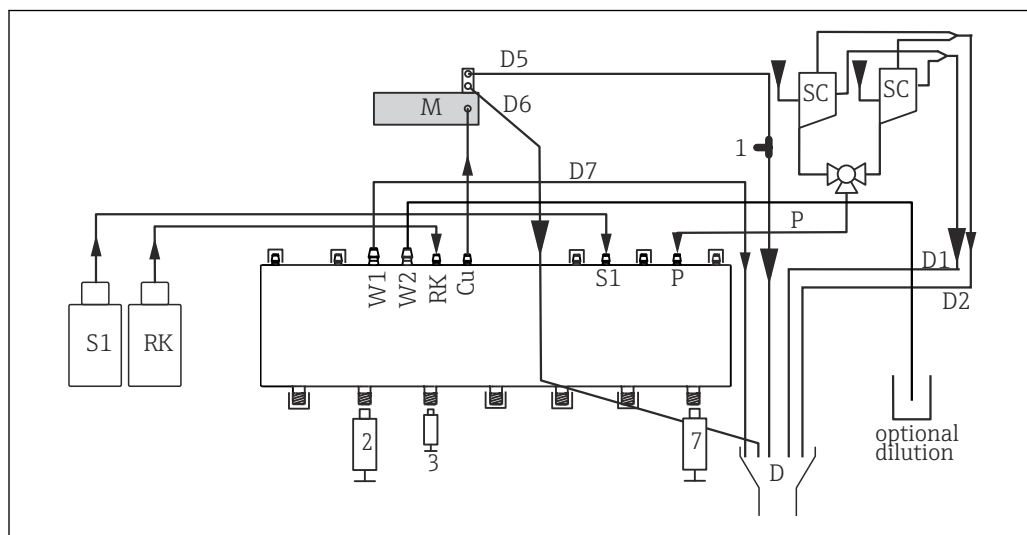 D5
SC
SC
M
D6
1
D7
P
W1
W2
RK
Cu
S1
P
D1
D2
S1
RK
2
3
7
optional
dilution
D